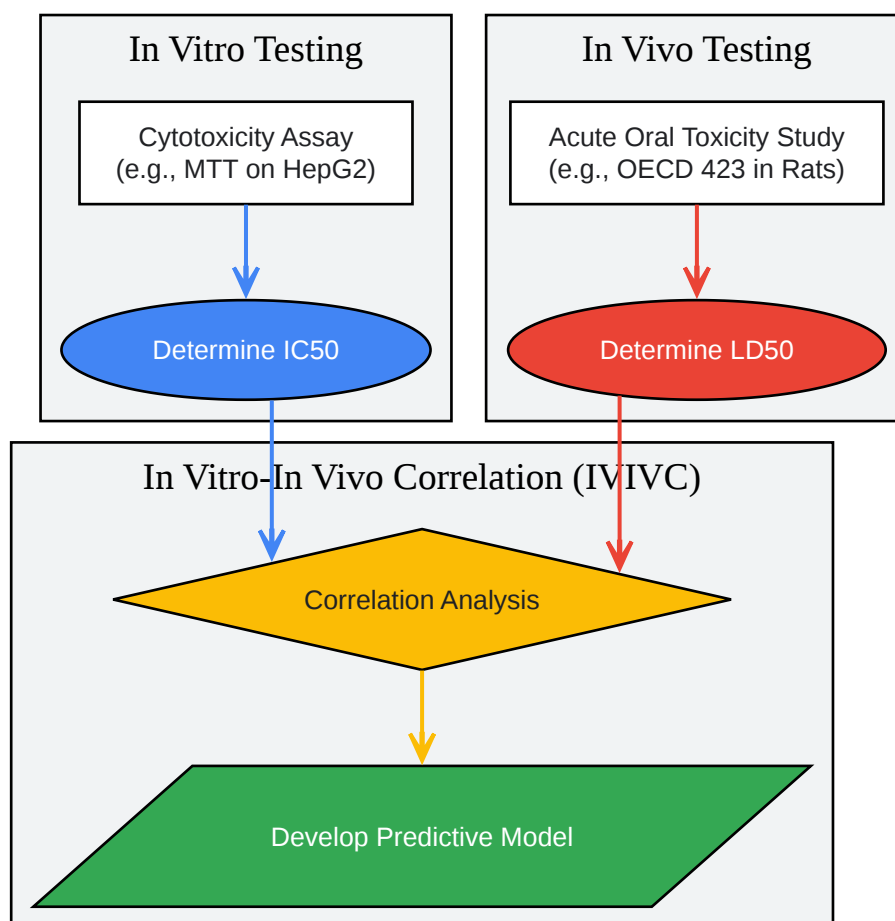 In Vitro Testing
Cytotoxicity Assay
(e.g., MTT on HepG2)
Determine IC50
In Vivo Testing
Acute Oral Toxicity Study
(e.g., OECD 423 in Rats)
Determine LD50
In Vitro-In Vivo Correlation (IVIVC)
Correlation Analysis
Develop Predictive Model